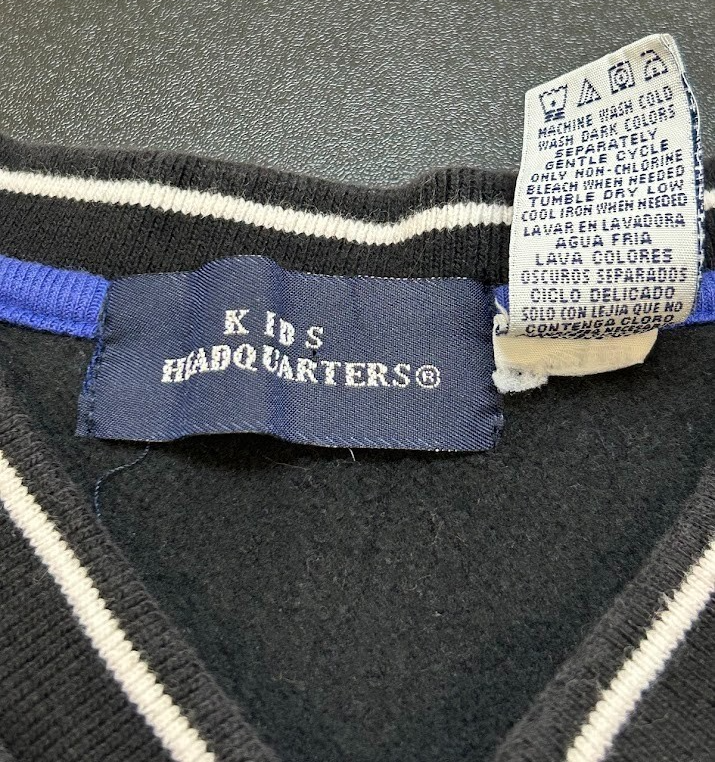 K IDS
HEADQUARTERS®
MACHINE WASH COLD
WASH DARK COLORS
SEPARATELY
GENTLE CYCLE
ONLY NON-CHLORINE
BLEACH WHEN NEEDED
TUMBLE DRY LOW
COOL IRON WHEN NEEDED
LAVAR EN LAVADORA
AGUA FRIA
LAVA COLORES
OSCUROS SEPARADOS
CICLO DELICADO
SOLO CON LEJIA QUE NO
CONTENGA CLORO